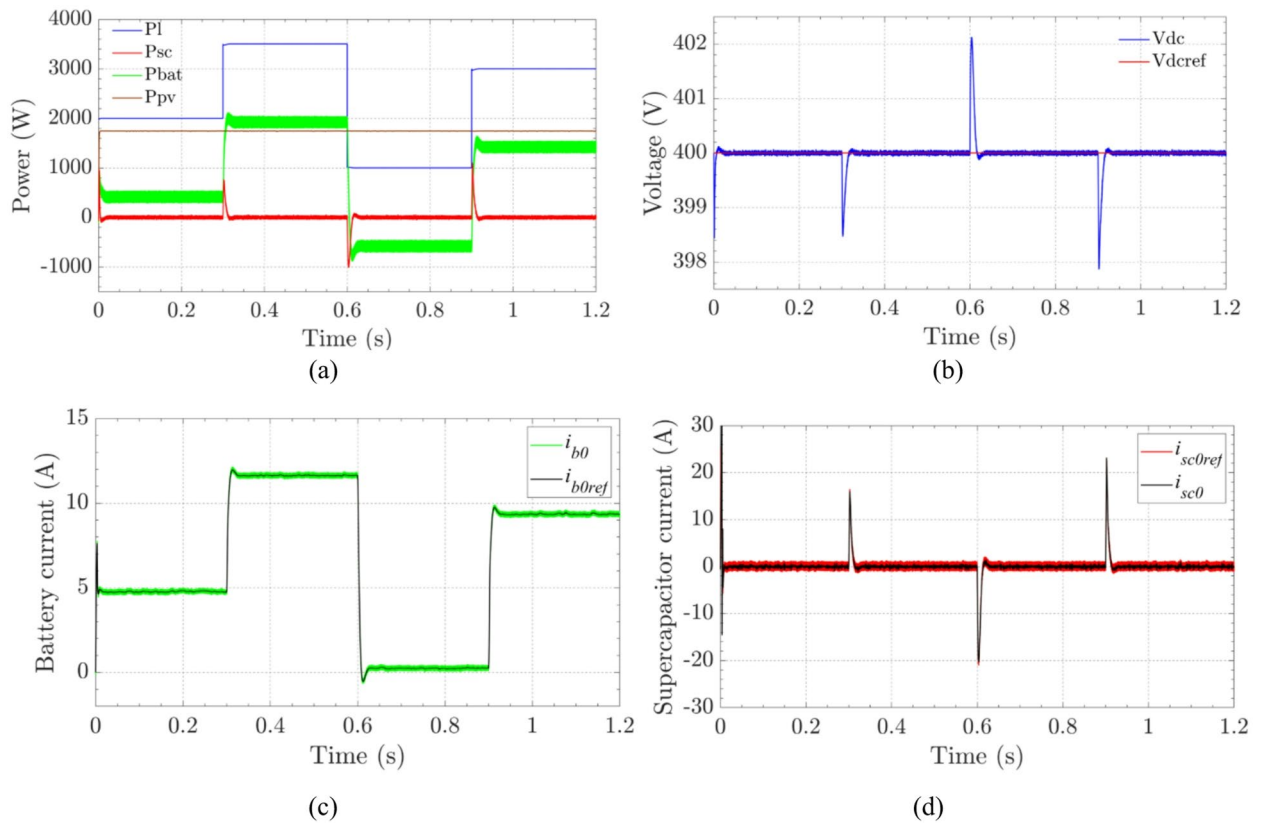 4000
3000
2000
1000
0
-1000
Power (W)
Pl
Psc
Pbat
Ppv
0 0.2 0.4 0.6 0.8 1 1.2
Time (s)
(a)
402
401
400
399
398
Voltage (V)
Vdc
Vdcref
0 0.2 0.4 0.6 0.8 1 1.2
Time (s)
(b)
15
10
5
0
Battery current (A)
i_b0
i_b0ref
0 0.2 0.4 0.6 0.8 1 1.2
Time (s)
(c)
30
20
10
0
-10
-20
-30
Supercapacitor current (A)
i_sc0ref
i_sc0
0 0.2 0.4 0.6 0.8 1 1.2
Time (s)
(d)